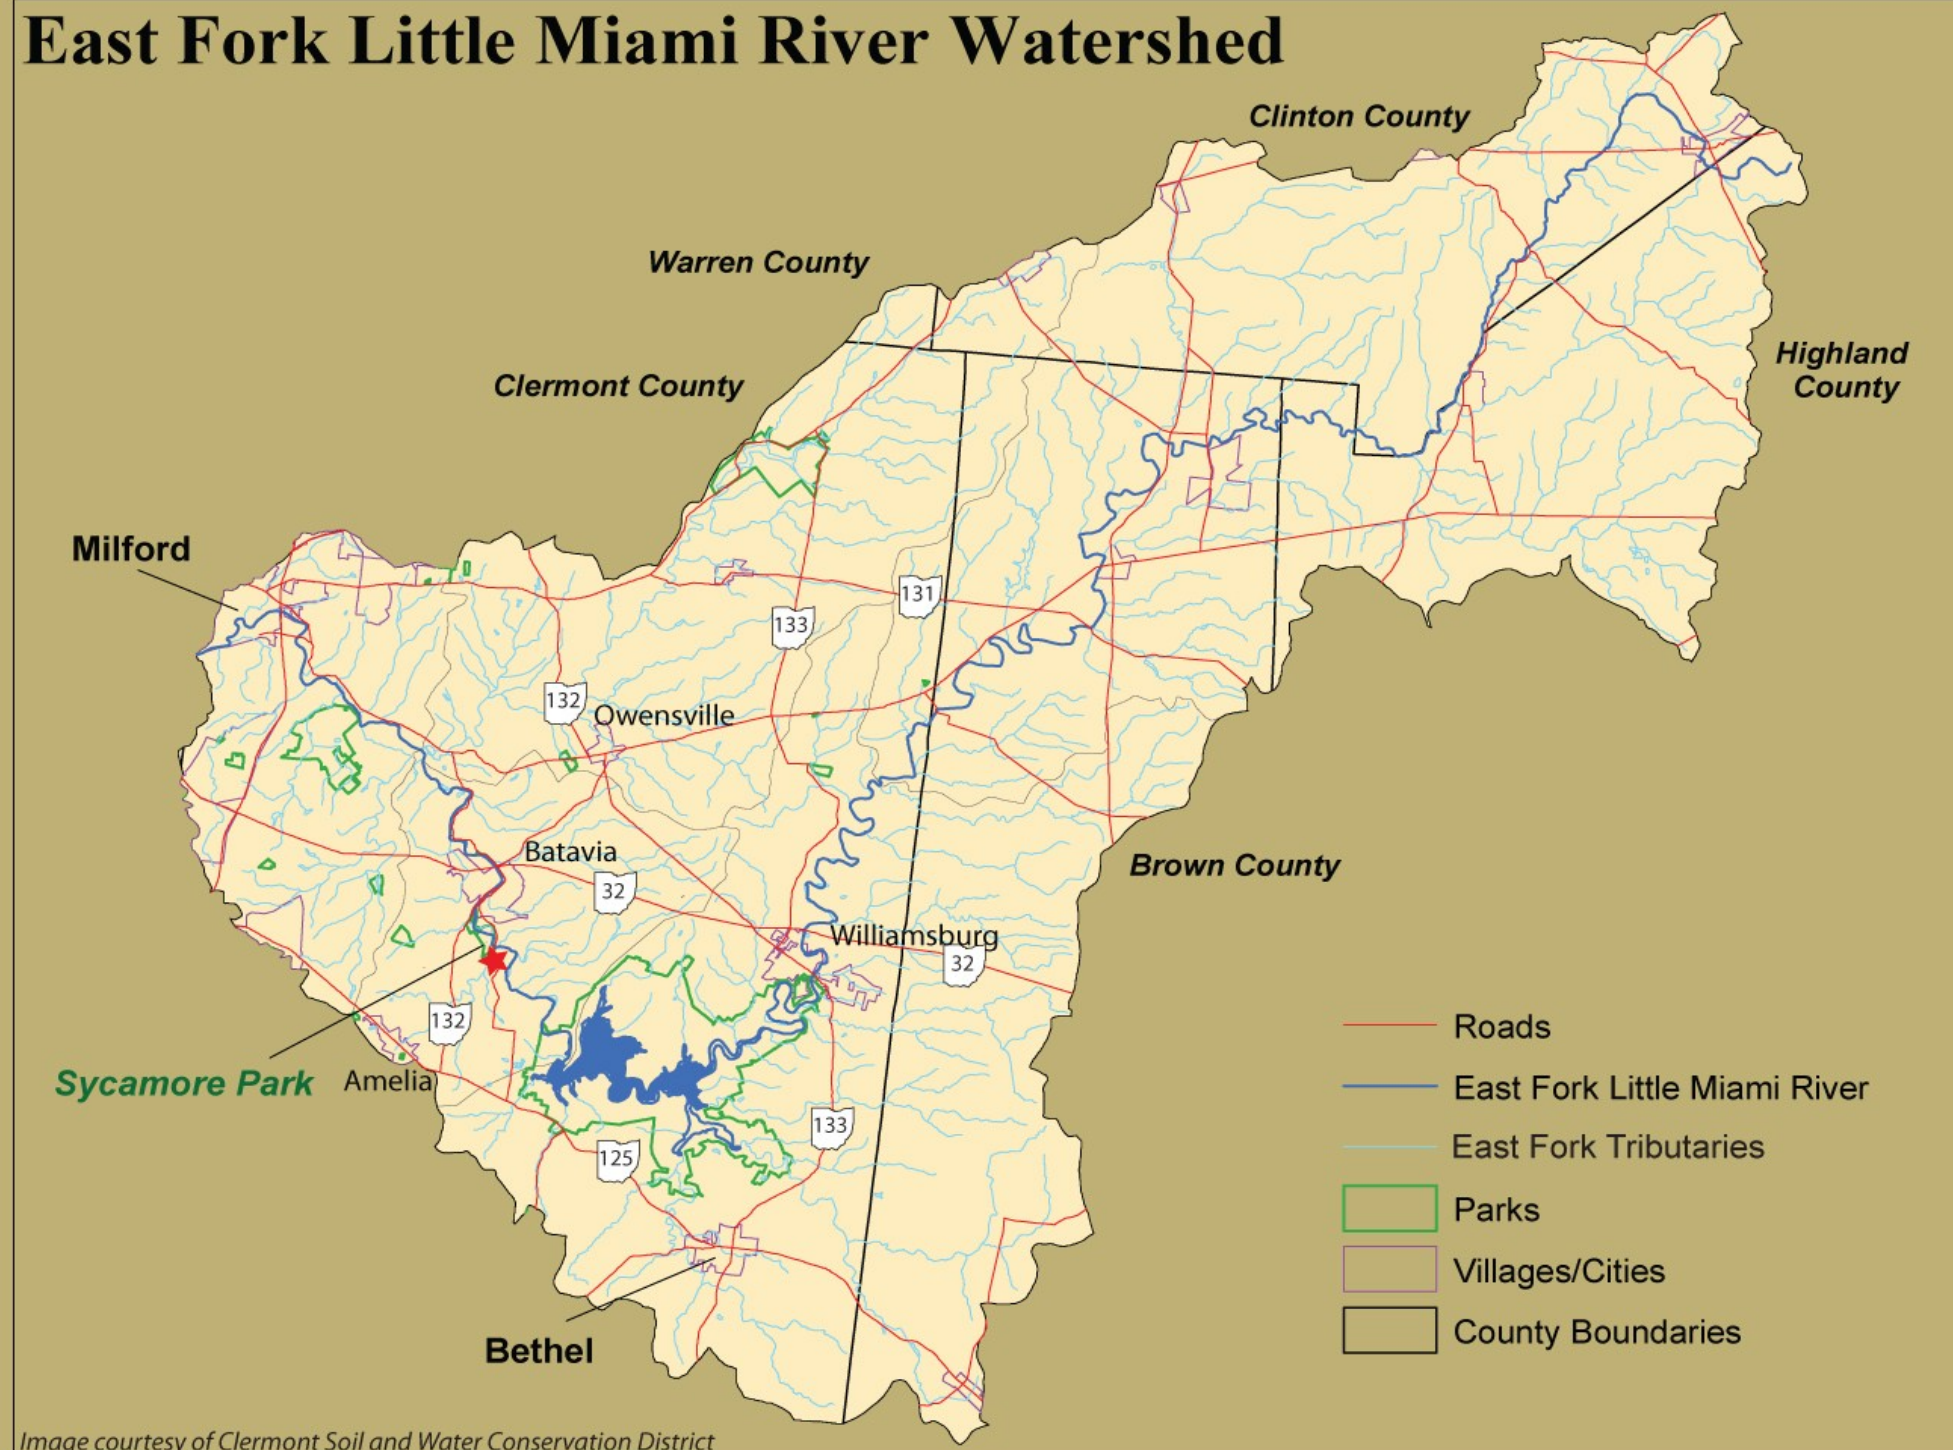 East Fork Little Miami River Watershed
Clinton County
Warren County
Highland
County
Clermont County
Milford
131
133
132
Owensville
Batavia
32
Brown County
Williamsburg
32
132
Sycamore Park
Amelia
133
125
Bethel
Roads
East Fork Little Miami River
East Fork Tributaries
Parks
Villages/Cities
County Boundaries
Image courtesy of Clermont Soil and Water Conservation District